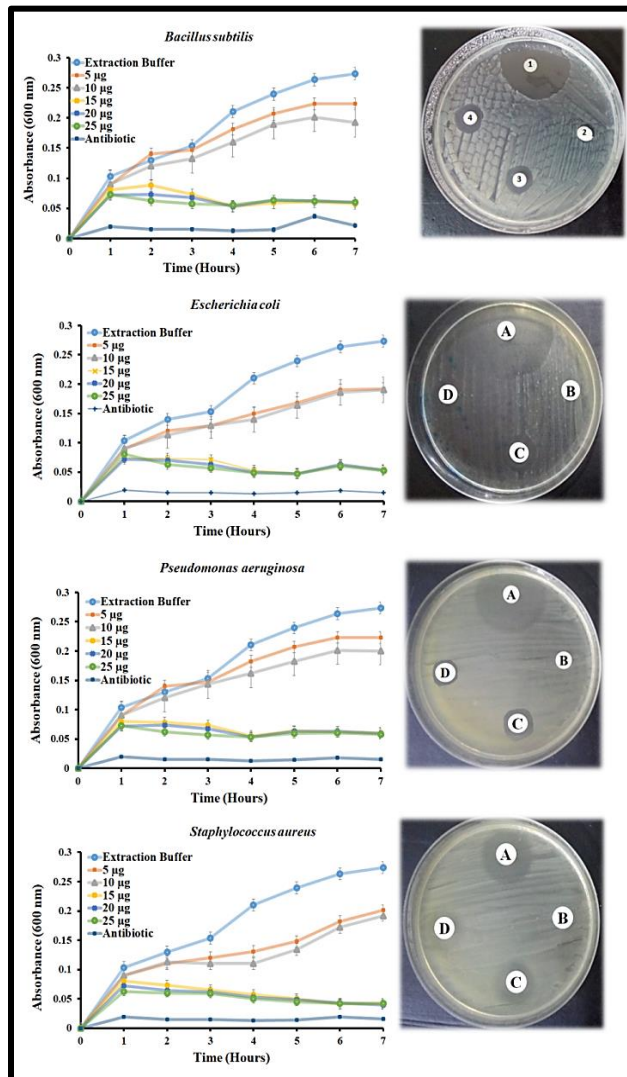 Bacillus subtilis
Extraction Buffer
5 µg
10 µg
15 µg
20 µg
25 µg
Antibiotic
0.3
0.25
0.2
0.15
0.1
0.05
0
Absorbance (600 nm)
0 1 2 3 4 5 6 7
Time (Hours)
1
4
2
3
Escherichia coli
Extraction Buffer
5 µg
10 µg
15 µg
20 µg
25 µg
Antibiotic
0.3
0.25
0.2
0.15
0.1
0.05
0
Absorbance (600 nm)
0 1 2 3 4 5 6 7
Time (Hours)
A
D
B
C
Pseudomonas aeruginosa
Extraction Buffer
5 µg
10 µg
15 µg
20 µg
25 µg
Antibiotic
0.3
0.25
0.2
0.15
0.1
0.05
0
Absorbance (600 nm)
0 1 2 3 4 5 6 7
Time (Hours)
A
B
D
C
Staphylococcus aureus
Extraction Buffer
5 µg
10 µg
15 µg
20 µg
25 µg
Antibiotic
0.3
0.25
0.2
0.15
0.1
0.05
0
Absorbance (600 nm)
0 1 2 3 4 5 6 7
Time (Hours)
A
B
D
C